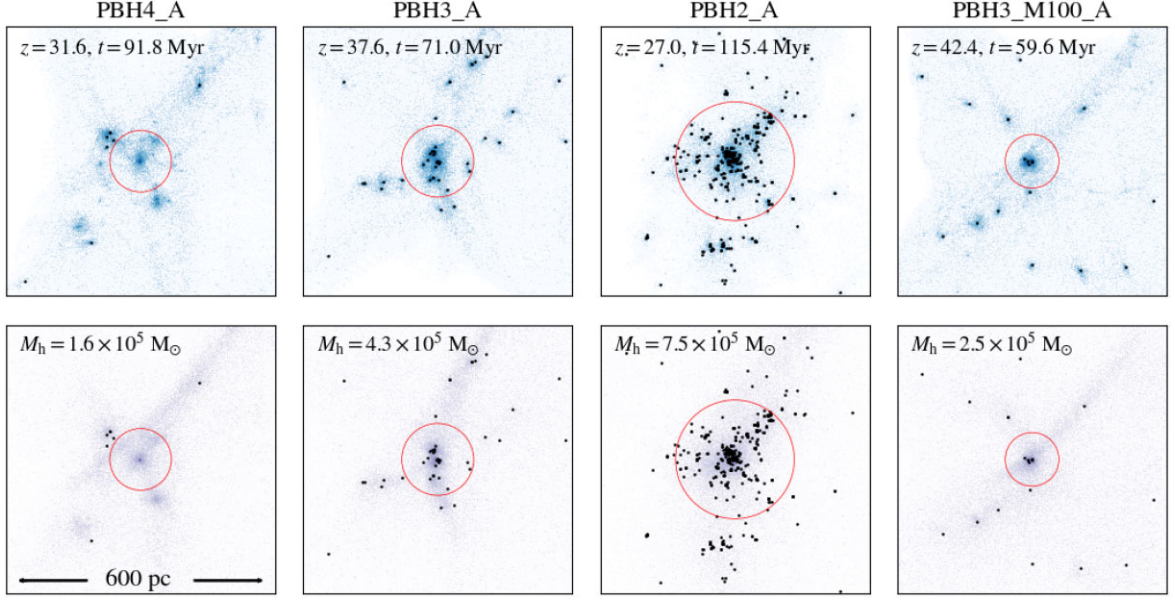 PBH4_A
PBH3_A
PBH2_A
PBH3_M100_A
z = 31.6, t = 91.8 Myr
z = 37.6, t = 71.0 Myr
z = 27.0, t = 115.4 Myr
z = 42.4, t = 59.6 Myr
M_h = 1.6 × 10^5 M_⊙
M_h = 4.3 × 10^5 M_⊙
M_h = 7.5 × 10^5 M_⊙
M_h = 2.5 × 10^5 M_⊙
600 pc